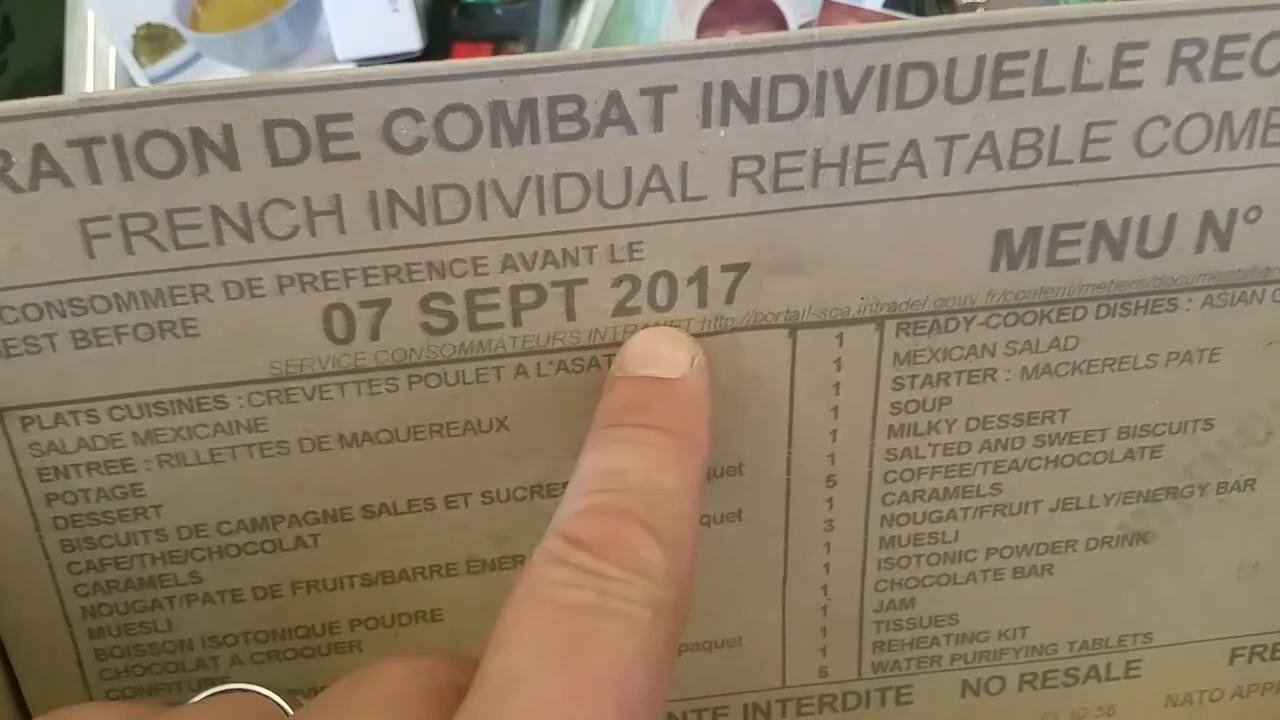 RATION DE COMBAT INDIVIDUELLE REC
FRENCH INDIVIDUAL REHEATABLE COMB
CONSOMMER DE PREFERENCE AVANT LE
BEST BEFORE
07 SEPT 2017
MENU N°
SERVICE CONSOMMATEURS INTRANET http://portail-sca.intradef.gouv.fr/content/metiers/documentation
PLATS CUISINES : CREVETTES POULET A L'ASAT
SALADE MEXICAINE
ENTREE : RILLETTES DE MAQUEREAUX
POTAGE
DESSERT
BISCUITS DE CAMPAGNE SALES ET SUCRES
CAFE/THE/CHOCOLAT
CARAMELS
NOUGAT/PATE DE FRUITS/BARRE ENER
MUESLI
BOISSON ISOTONIQUE POUDRE
CHOCOLAT A CROQUER
CONFITURE
quet
quet
paquet
1
1
1
1
1
1
5
1
3
1
1
1
1
1
1
6
READY-COOKED DISHES : ASIAN
MEXICAN SALAD
STARTER : MACKERELS PATE
SOUP
MILKY DESSERT
SALTED AND SWEET BISCUITS
COFFEE/TEA/CHOCOLATE
CARAMELS
NOUGAT/FRUIT JELLY/ENERGY BAR
MUESLI
ISOTONIC POWDER DRINK
CHOCOLATE BAR
JAM
TISSUES
REHEATING KIT
WATER PURIFYING TABLETS
NTE INTERDITE NO RESALE FRE
NATO APP